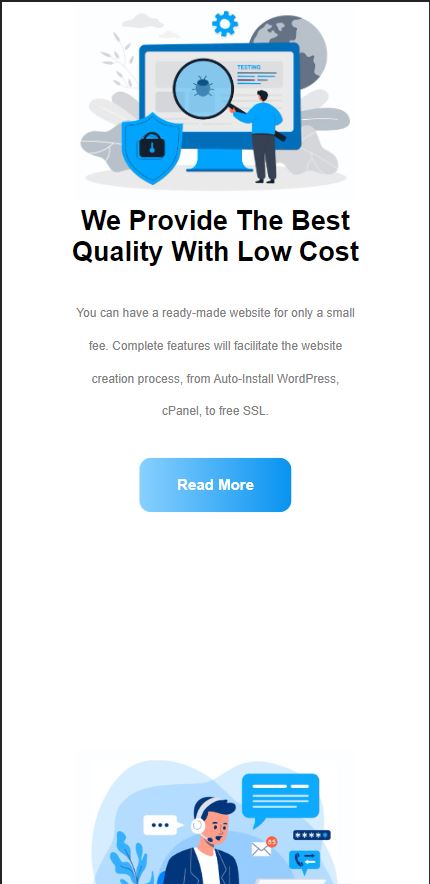 TESTING
We Provide The Best
Quality With Low Cost
You can have a ready-made website for only a small
fee. Complete features will facilitate the website
creation process, from Auto-Install WordPress,
cPanel, to free SSL.
Read More